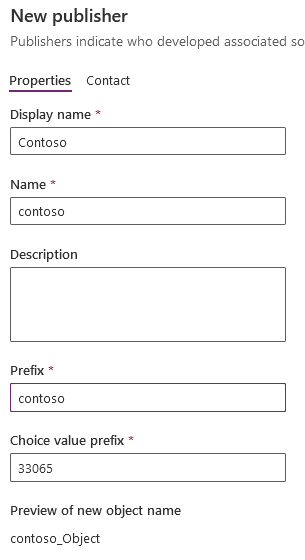 New publisher
Publishers indicate who developed associated so
Properties Contact
Display name *
Contoso
Name *
contoso
Description
Prefix *
contoso
Choice value prefix *
33065
Preview of new object name
contoso_Object